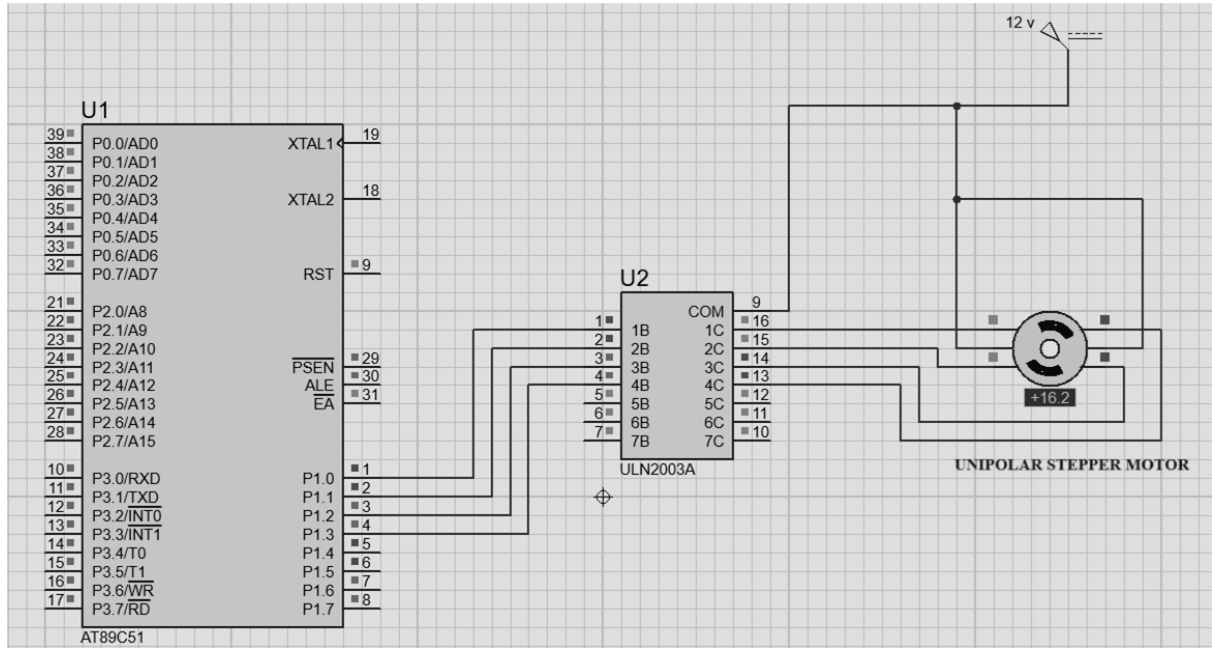 12 v
U1
39 P0.0/AD0 XTAL1 19
38 P0.1/AD1
37 P0.2/AD2
36 P0.3/AD3 XTAL2 18
35 P0.4/AD4
34 P0.5/AD5
33 P0.6/AD6
32 P0.7/AD7 RST 9
21 P2.0/A8
22 P2.1/A9
23 P2.2/A10
24 P2.3/A11 PSEN 29
25 P2.4/A12 ALE 30
26 P2.5/A13 EA 31
27 P2.6/A14
28 P2.7/A15
10 P3.0/RXD P1.0 1
11 P3.1/TXD P1.1 2
12 P3.2/INT0 P1.2 3
13 P3.3/INT1 P1.3 4
14 P3.4/T0 P1.4 5
15 P3.5/T1 P1.5 6
16 P3.6/WR P1.6 7
17 P3.7/RD P1.7 8
AT89C51
U2
COM 9
1 1B 1C 16
2 2B 2C 15
3 3B 3C 14
4 4B 4C 13
5 5B 5C 12
6 6B 6C 11
7 7B 7C 10
ULN2003A
+16.2
UNIPOLAR STEPPER MOTOR